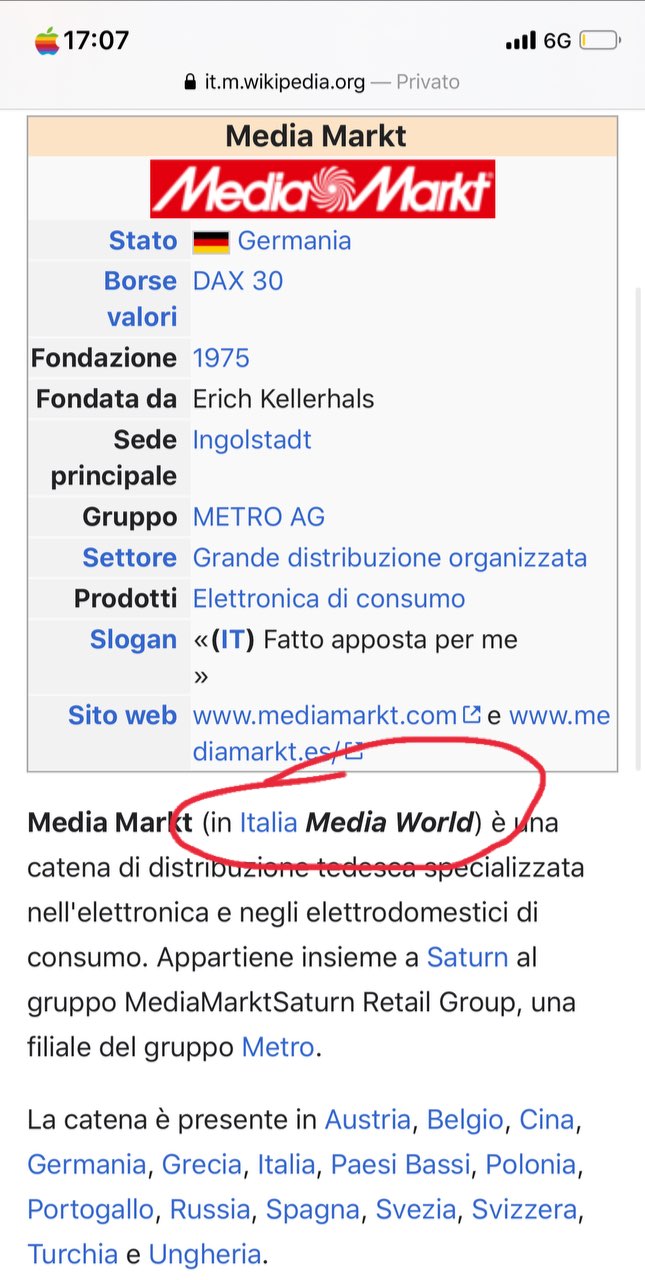 17:07 6G
it.m.wikipedia.org — Privato
Media Markt
MediaMarkt
Stato Germania
Borse valori DAX 30
Fondazione 1975
Fondata da Erich Kellerhals
Sede principale Ingolstadt
Gruppo METRO AG
Settore Grande distribuzione organizzata
Prodotti Elettronica di consumo
Slogan «(IT) Fatto apposta per me
»
Sito web www.mediamarkt.com e www.me
diamarkt.es/
Media Markt (in Italia Media World) è una
catena di distribuzione tedesca specializzata
nell'elettronica e negli elettrodomestici di
consumo. Appartiene insieme a Saturn al
gruppo MediaMarktSaturn Retail Group, una
filiale del gruppo Metro.
La catena è presente in Austria, Belgio, Cina,
Germania, Grecia, Italia, Paesi Bassi, Polonia,
Portogallo, Russia, Spagna, Svezia, Svizzera,
Turchia e Ungheria.